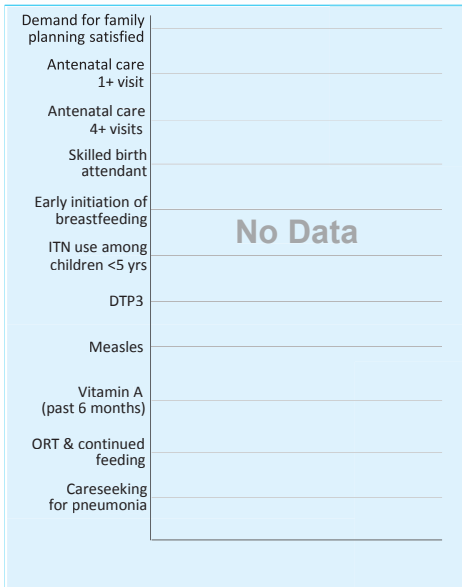 Demand for family
planning satisfied
Antenatal care
1+ visit
Antenatal care
4+ visits
Skilled birth
attendant
Early initiation of
breastfeeding
No Data
ITN use among
children <5 yrs
DTP3
Measles
Vitamin A
(past 6 months)
ORT & continued
feeding
Careseeking
for pneumonia